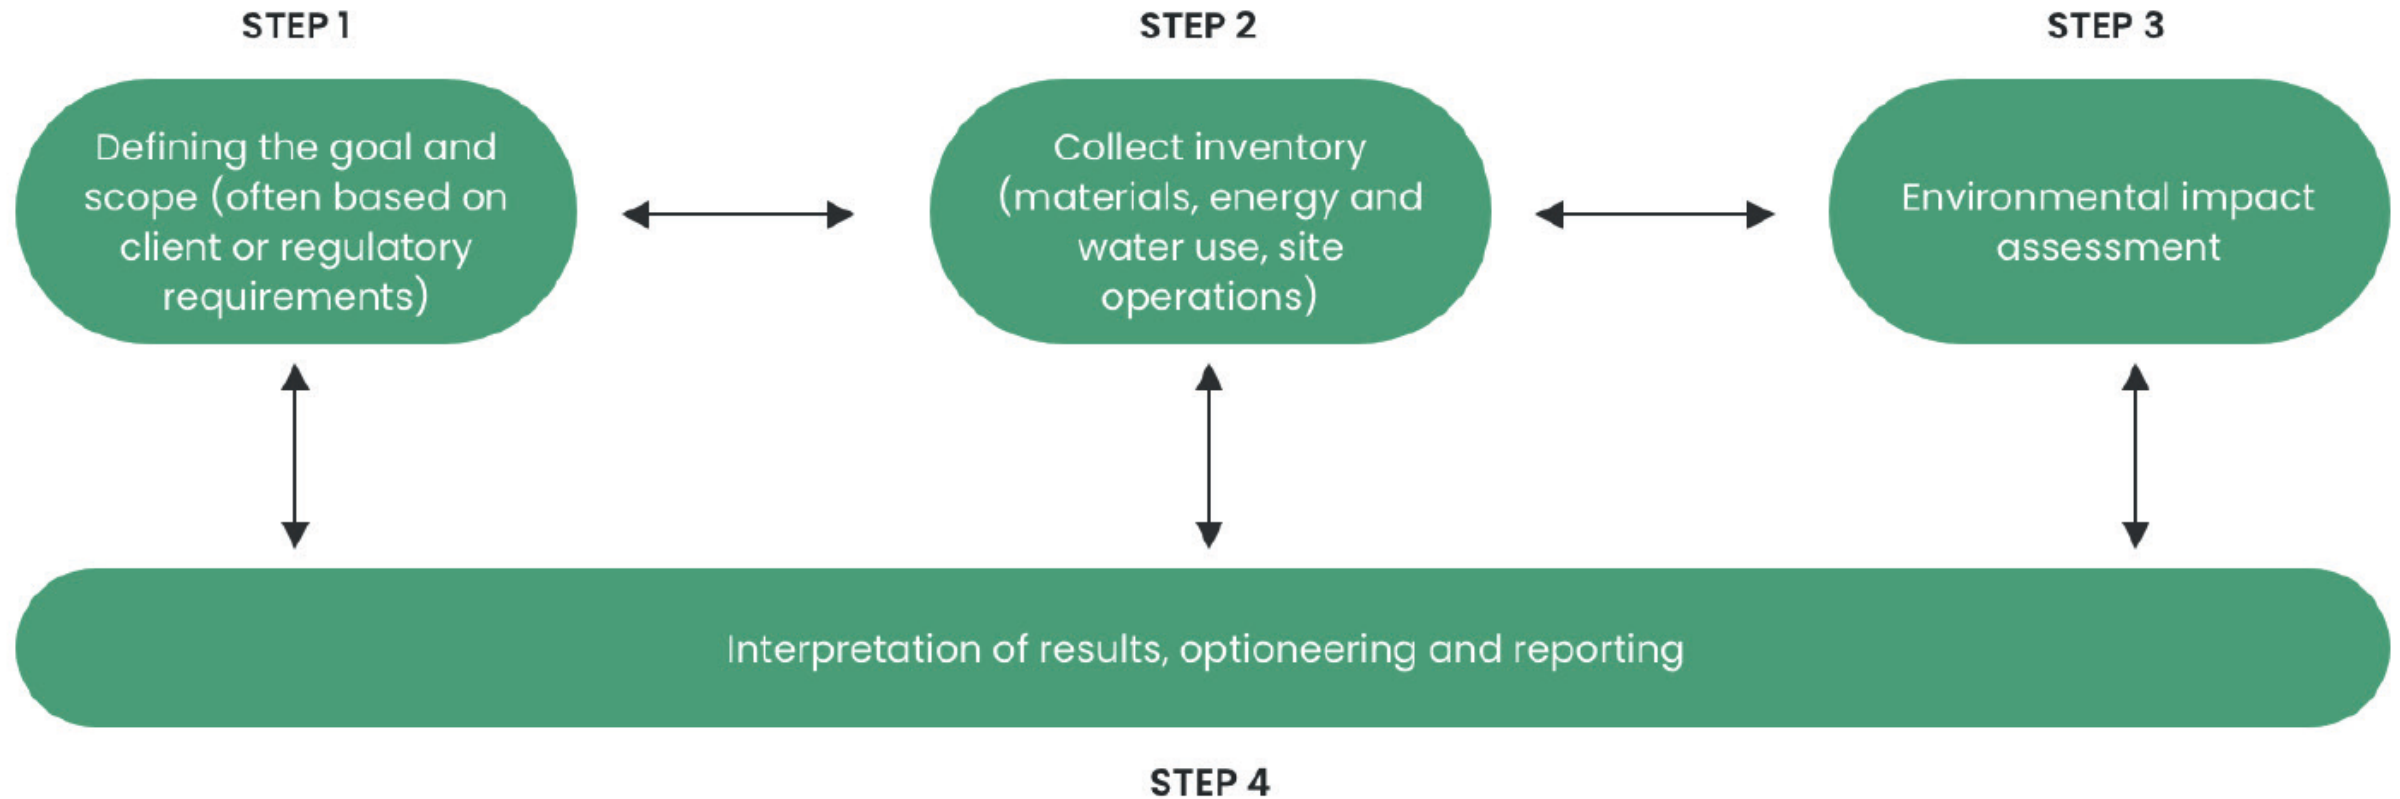 STEP 1
Defining the goal and
scope (often based on
client or regulatory
requirements)
STEP 2
Collect inventory
(materials, energy and
water use, site
operations)
STEP 3
Environmental impact
assessment
Interpretation of results, optioneering and reporting
STEP 4